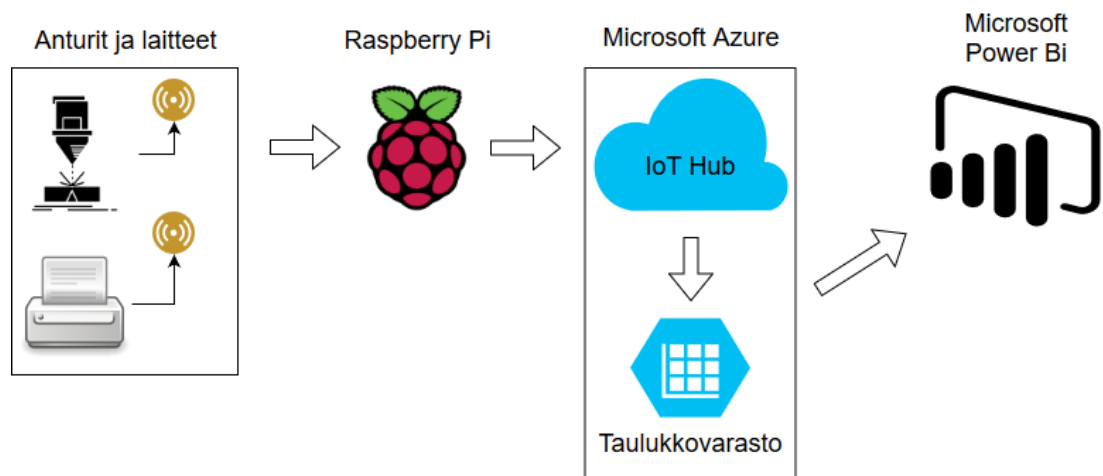 Anturit ja laitteet
Raspberry Pi
Microsoft Azure
Microsoft
Power Bi
IoT Hub
Taulukkovarasto